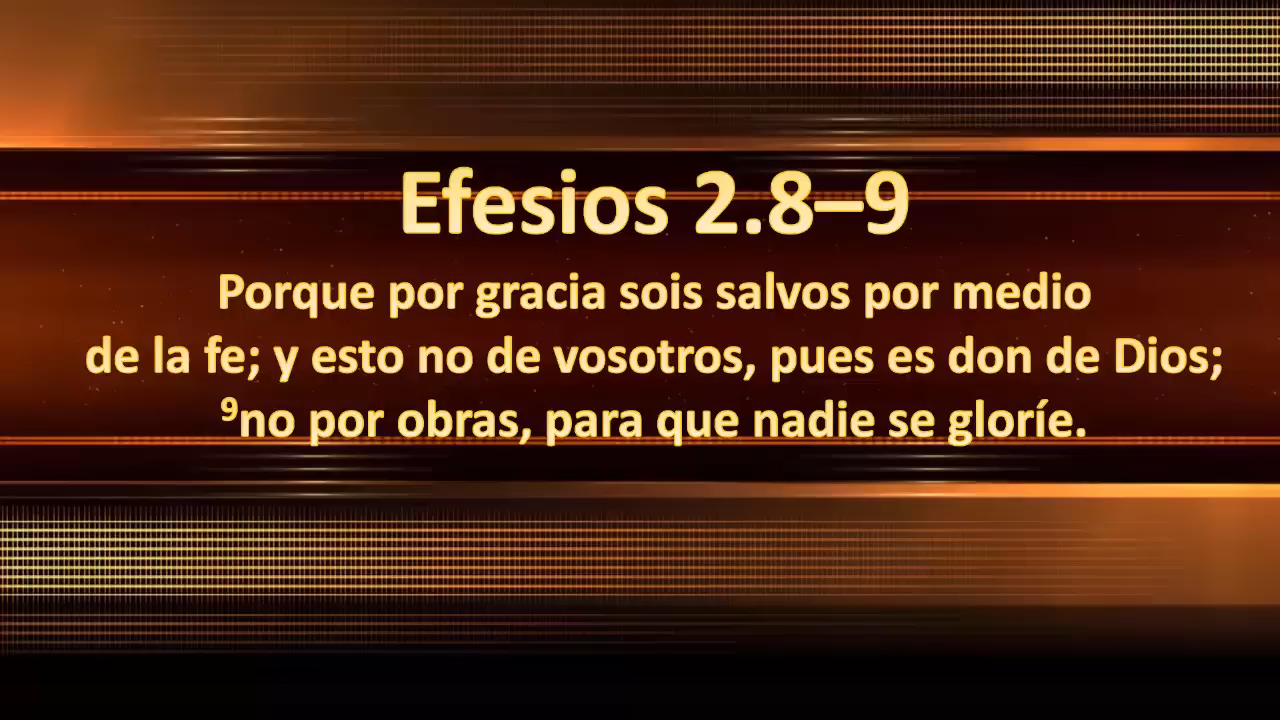 Efesios 2.8–9
Porque por gracia sois salvos por medio
de la fe; y esto no de vosotros, pues es don de Dios;
⁹no por obras, para que nadie se gloríe.